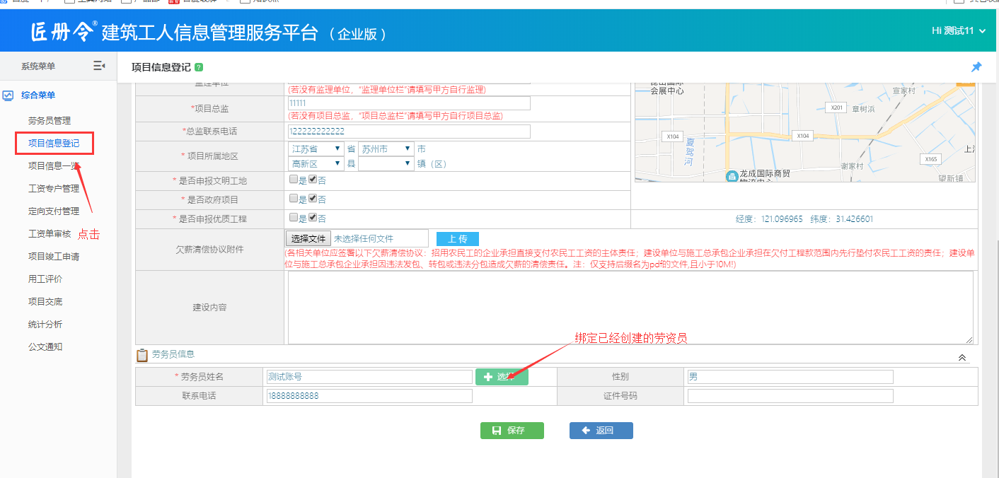 匠册令® 建筑工人信息管理服务平台 （ 企业版 ）
Hi 测试11
系统菜单
项目信息登记 ?
综合菜单
劳务员管理
项目信息登记
项目信息一览
工资专户管理
定向支付管理
工资单审核
点击
项目竣工申请
用工评价
项目交底
统计分析
公文通知
监理单位
(若没有监理单位，“监理单位栏”请填写甲方自行监理)
*项目总监
11111
(若没有项目总监，“项目总监栏”请填写甲方自行项目总监)
*总监联系电话
122222222222
* 项目所属地区
江苏省 省 苏州市 市
高新区 县 镇（区）
* 是否申报文明工地
是 否
* 是否政府项目
是 否
* 是否申报优质工程
是 否
会展中心
宣家村
X201
章树浜
X104
X104
夏驾河
X165
谢家村
龙成国际商贸
望新镇
经度：121.096965 纬度：31.426601
欠薪清偿协议附件
选择文件 未选择任何文件
上 传
(各相关单位应签署以下欠薪清偿协议：招用农民工的企业承担直接支付农民工工资的主体责任；建设单位与施工总承包企业承担在欠付工程款范围内先行垫付农民工工资的责任；建设单
位与施工总承包企业承担因违法发包、转包或违法分包造成欠薪的清偿责任。注：仅支持后缀名为pdf的文件,且小于10M!)
建设内容
绑定已经创建的劳资员
劳务员信息
* 劳务员姓名
测试账号
选择
性别
男
联系电话
18888888888
证件号码
保存
返回